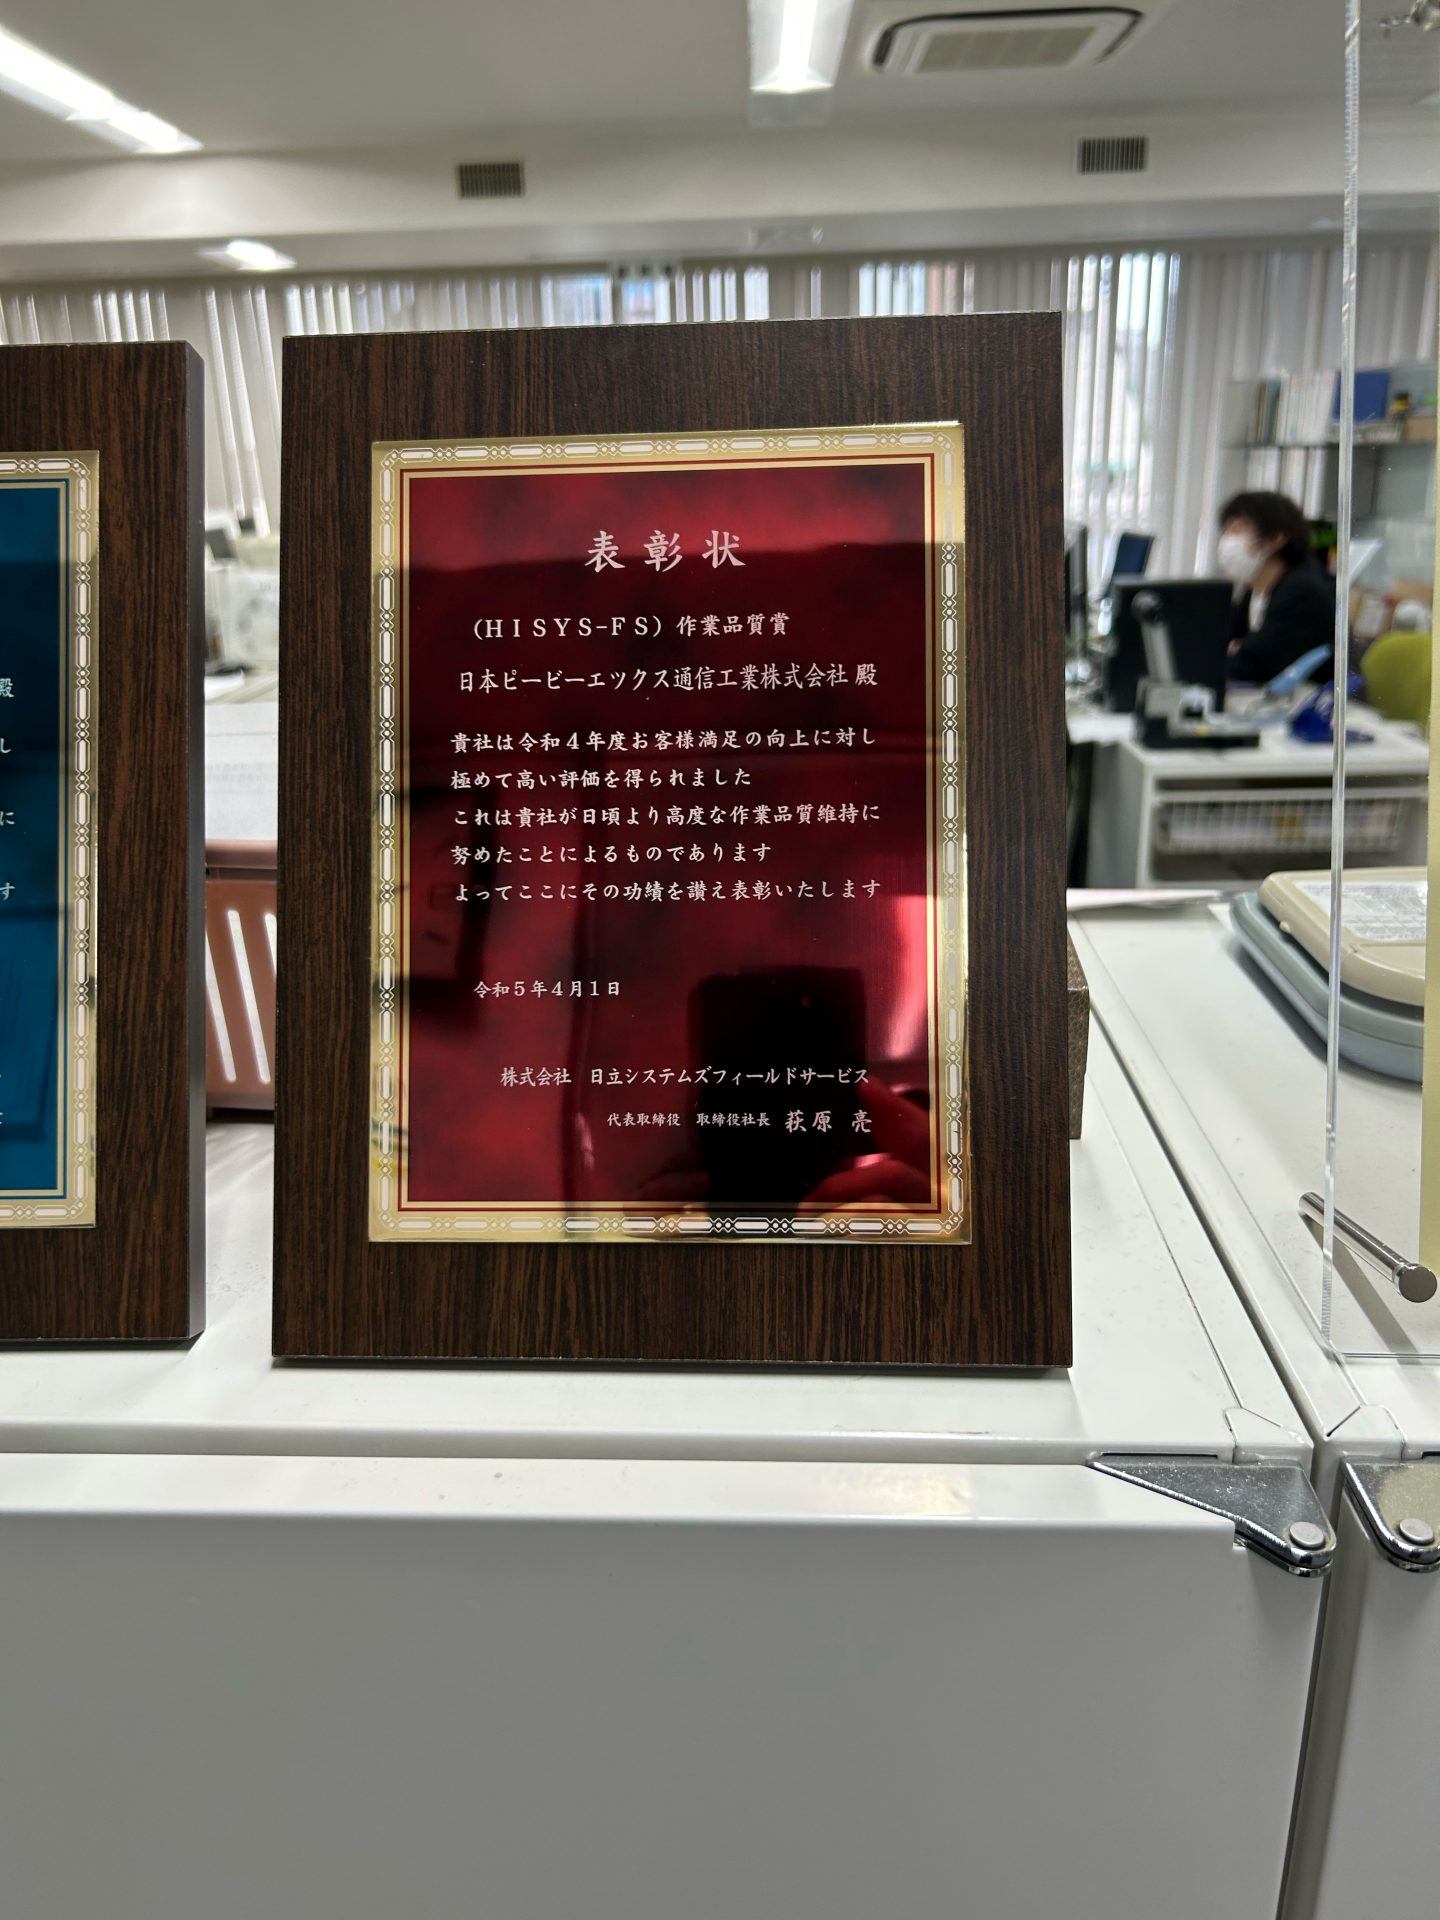 表彰状
(HISYS-FS) 作業品質賞
日本ピービーエツクス通信工業株式会社 殿
貴社は令和4年度お客様満足の向上に対し
極めて高い評価を得られました
これは貴社が日頃より高度な作業品質維持に
努めたことによるものであります
よってここにその功績を讃え表彰いたします
令和5年4月1日
株式会社 日立システムズフィールドサービス
代表取締役 取締役社長 萩原 亮
殿
し
に
す